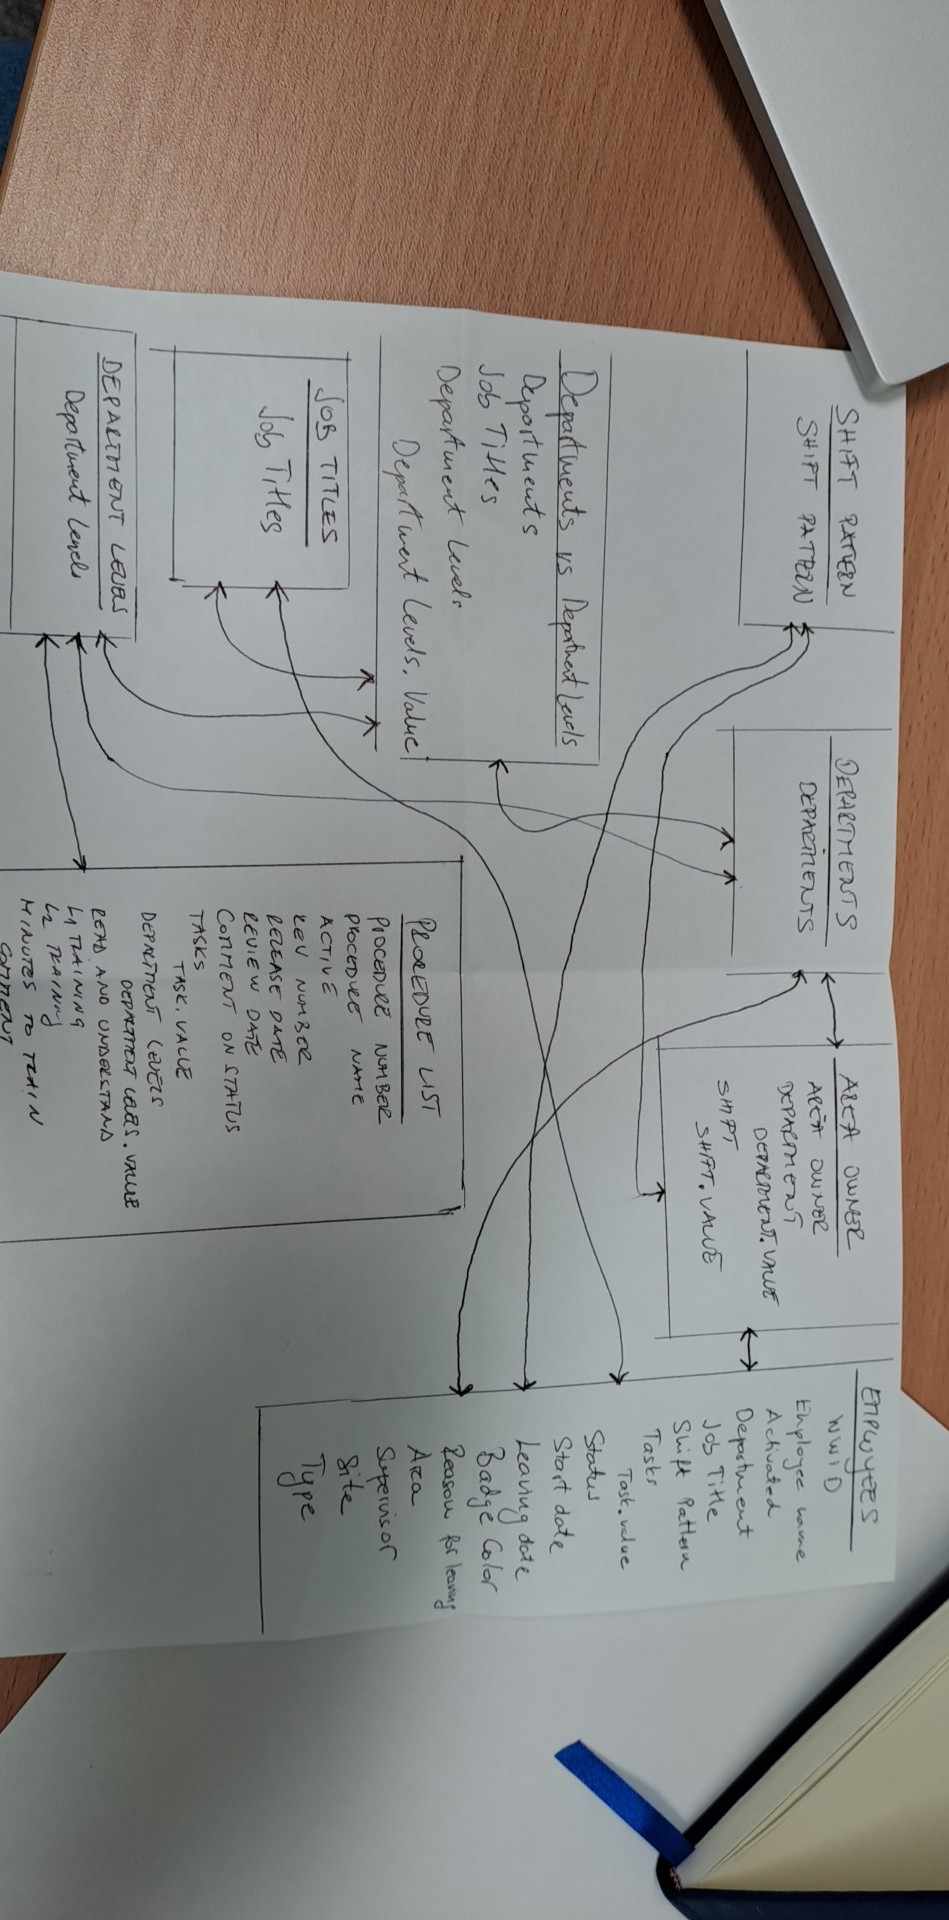 SHIFT PATTERN
SHIFT PATTERN
DEPARTMENTS
DEPARTMENTS
AREA OWNER
AREA OWNER
DEPARTMENT
DEPARTMENT.VALUE
SHIFT
SHIFT.VALUE
EMPLOYEES
WWID
Employee name
Activated
Department
Job Title
Shift Pattern
Tasks
Task.value
Status
Start date
Leaving date
Badge Color
Reason for leaving
Area
Supervisor
Site
Type
Departments vs Department Levels
Departments
Job Titles
Department Levels
Department Levels. Value
JOB TITLES
Job Titles
DEPARTMENT LEVELS
Department Levels
PROCEDURE LIST
PROCEDURE NUMBER
PROCEDURE NAME
ACTIVE
REV NUMBER
RELEASE DATE
REVIEW DATE
COMMENT ON STATUS
TASKS
TASK.VALUE
DEPARTMENT LEVELS
DEPARTMENT LEVELS.VALUE
READ AND UNDERSTAND
L1 TRAINING
L2 TRAINING
MINUTES TO TRAIN
COMMENT